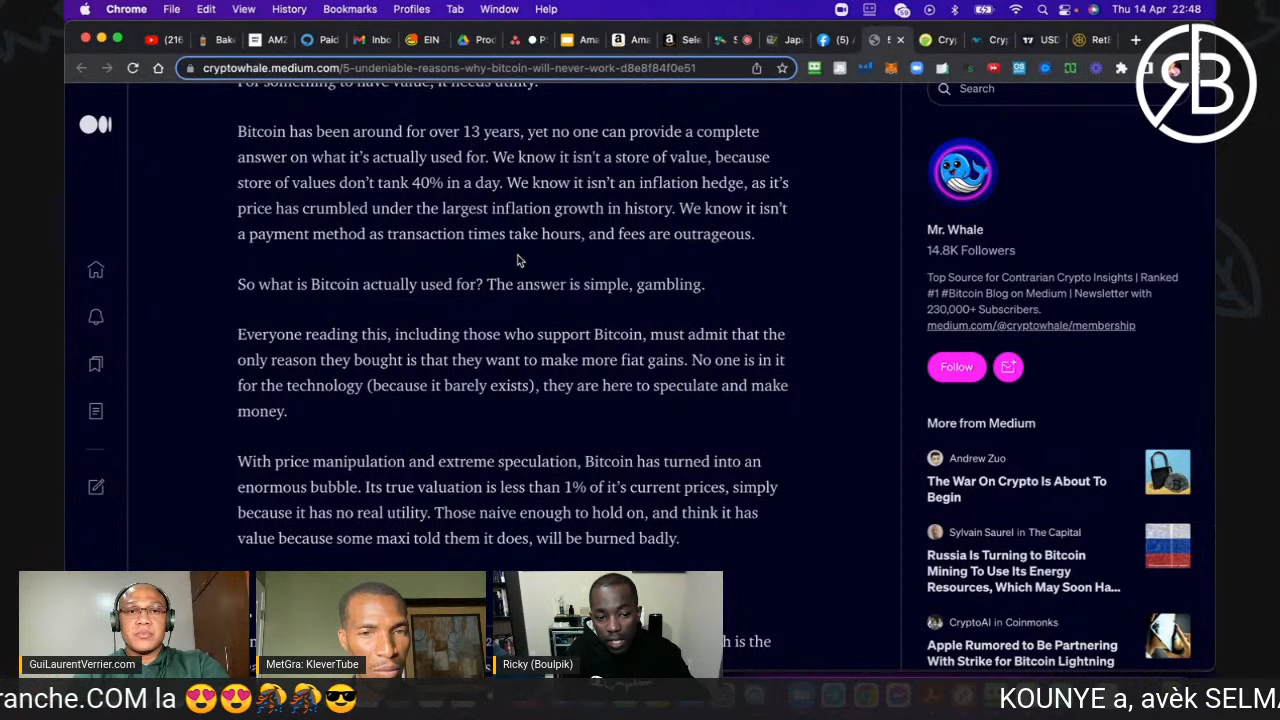 Chrome File Edit View History Bookmarks Profiles Tab Window Help
59
Thu 14 Apr 22:48
(216
Bak
AMZ
Paid
Inbo
EIN
Prod
Ama
Ama
Sele
Jap
(5)
Cry
USD
cryptowhale.medium.com/5-undeniable-reasons-why-bitcoin-will-never-work-d8e8f84f0e51
For something to have value, it needs utility.
Bitcoin has been around for over 13 years, yet no one can provide a complete
answer on what it's actually used for. We know it isn't a store of value, because
store of values don't tank 40% in a day. We know it isn't an inflation hedge, as it's
price has crumbled under the largest inflation growth in history. We know it isn't
a payment method as transaction times take hours, and fees are outrageous.
So what is Bitcoin actually used for? The answer is simple, gambling.
Everyone reading this, including those who support Bitcoin, must admit that the
only reason they bought is that they want to make more fiat gains. No one is in it
for the technology (because it barely exists), they are here to speculate and make
money.
With price manipulation and extreme speculation, Bitcoin has turned into an
enormous bubble. Its true valuation is less than 1% of it's current prices, simply
because it has no real utility. Those naive enough to hold on, and think it has
value because some maxi told them it does, will be burned badly.
h is the
Search
Mr. Whale
14.8K Followers
Top Source for Contrarian Crypto Insights | Ranked
#1 #Bitcoin Blog on Medium | Newsletter with
230,000+ Subscribers.
medium.com/@cryptowhale/membership
Follow
More from Medium
Andrew Zuo
The War On Crypto Is About To
Begin
Sylvain Saurel in The Capital
Russia Is Turning to Bitcoin
Mining To Use Its Energy
Resources, Which May Soon Ha...
CryptoAI in Coinmonks
Apple Rumored to Be Partnering
With Strike for Bitcoin Lightning
RB
GuiLaurentVerrier.com
MetGra: KleverTube
Ricky (Boulpik)
ranche.COM la 😍😍🏇🏇😎
KOUNYE a, avèk SELMA